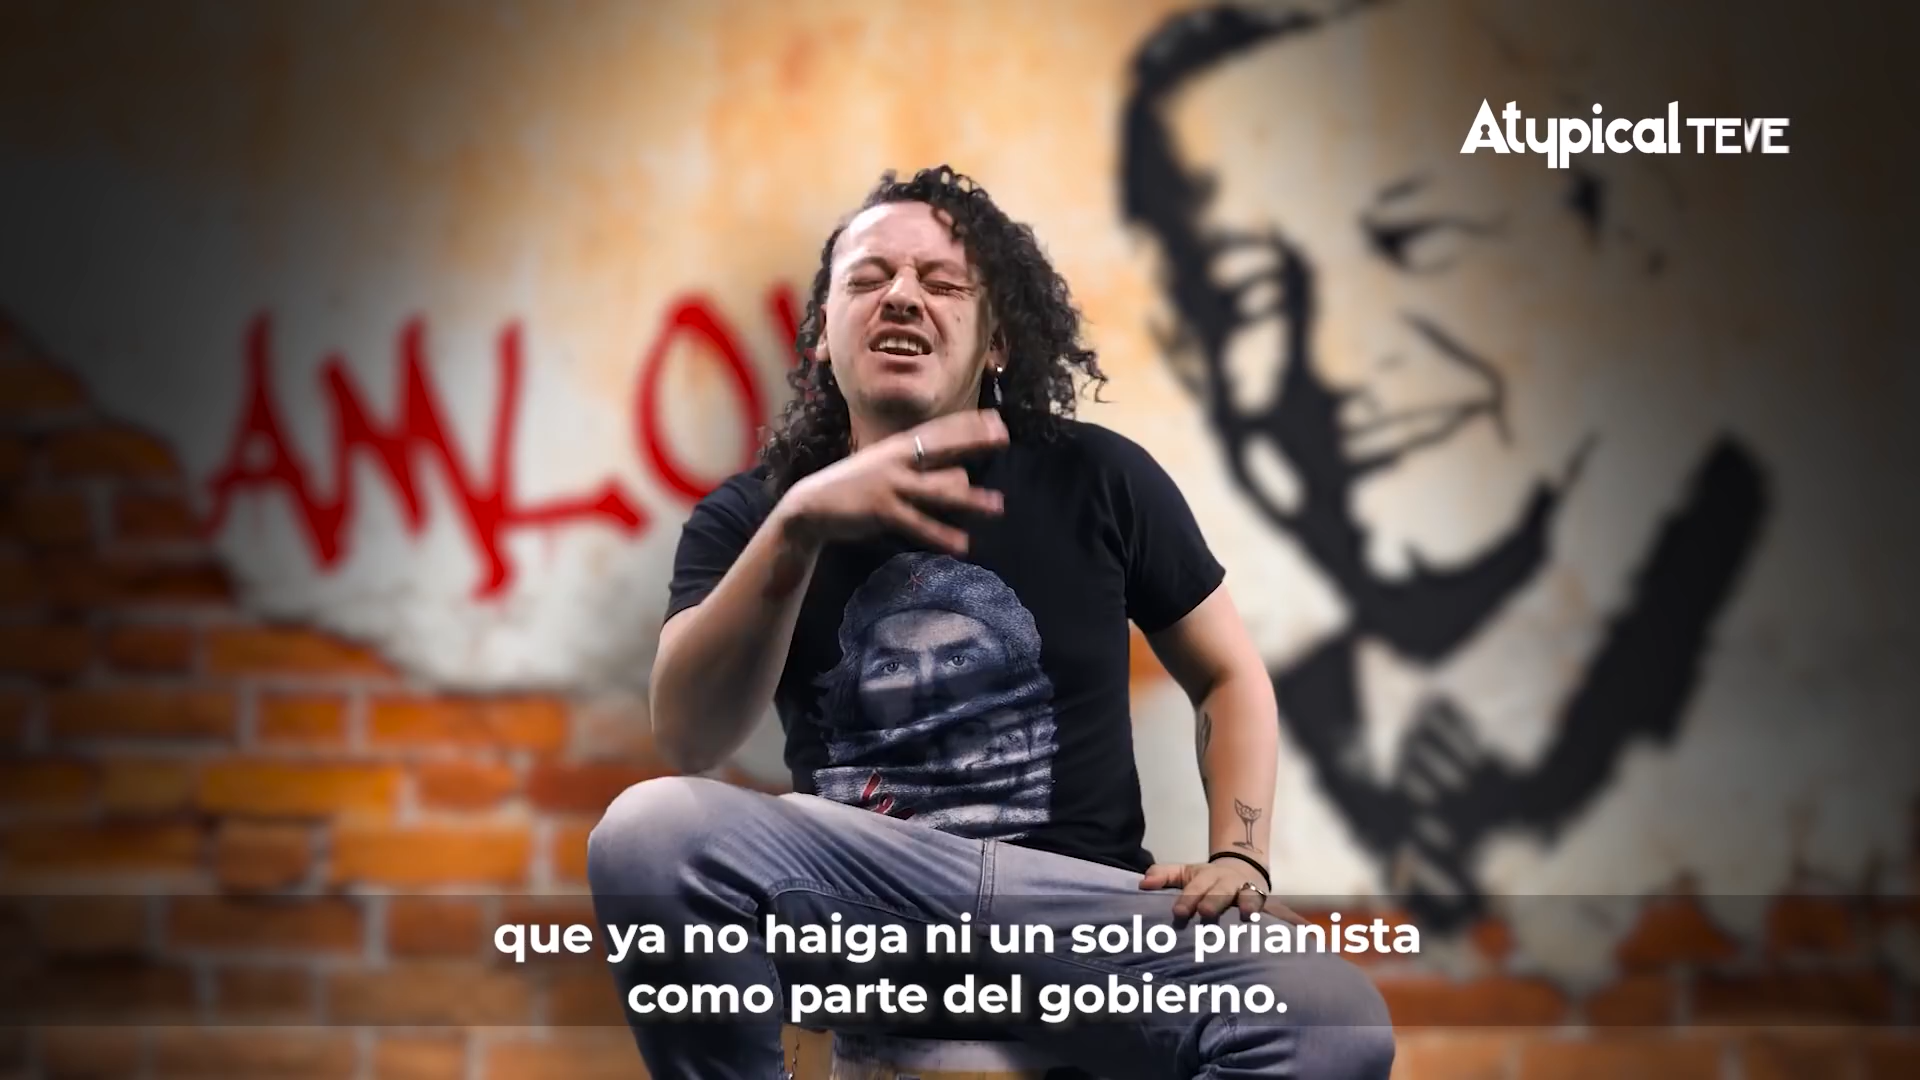 Atypical TEVE
AMLO
que ya no haiga ni un solo prianista
como parte del gobierno.